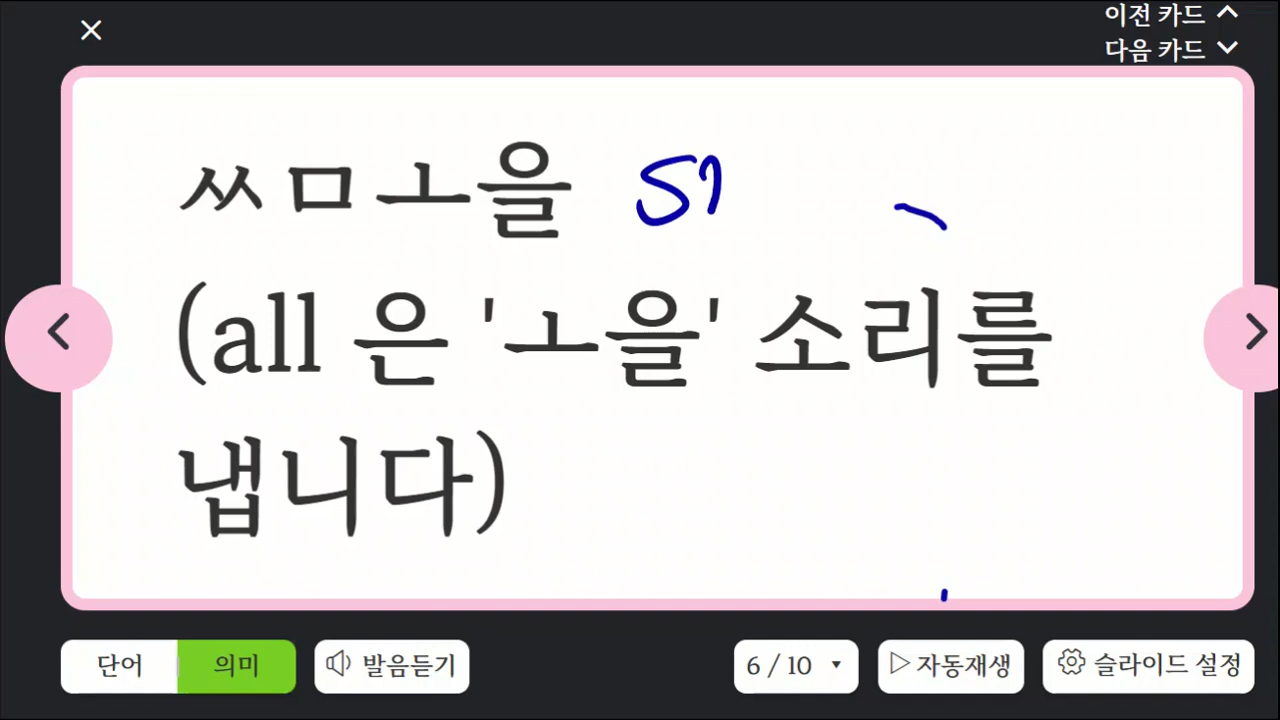 이전 카드
다음 카드
ㅆㅁㅗ을
(all 은 'ㅗ을' 소리를
냅니다)
단어 의미 발음듣기 6 / 10 자동재생 슬라이드 설정